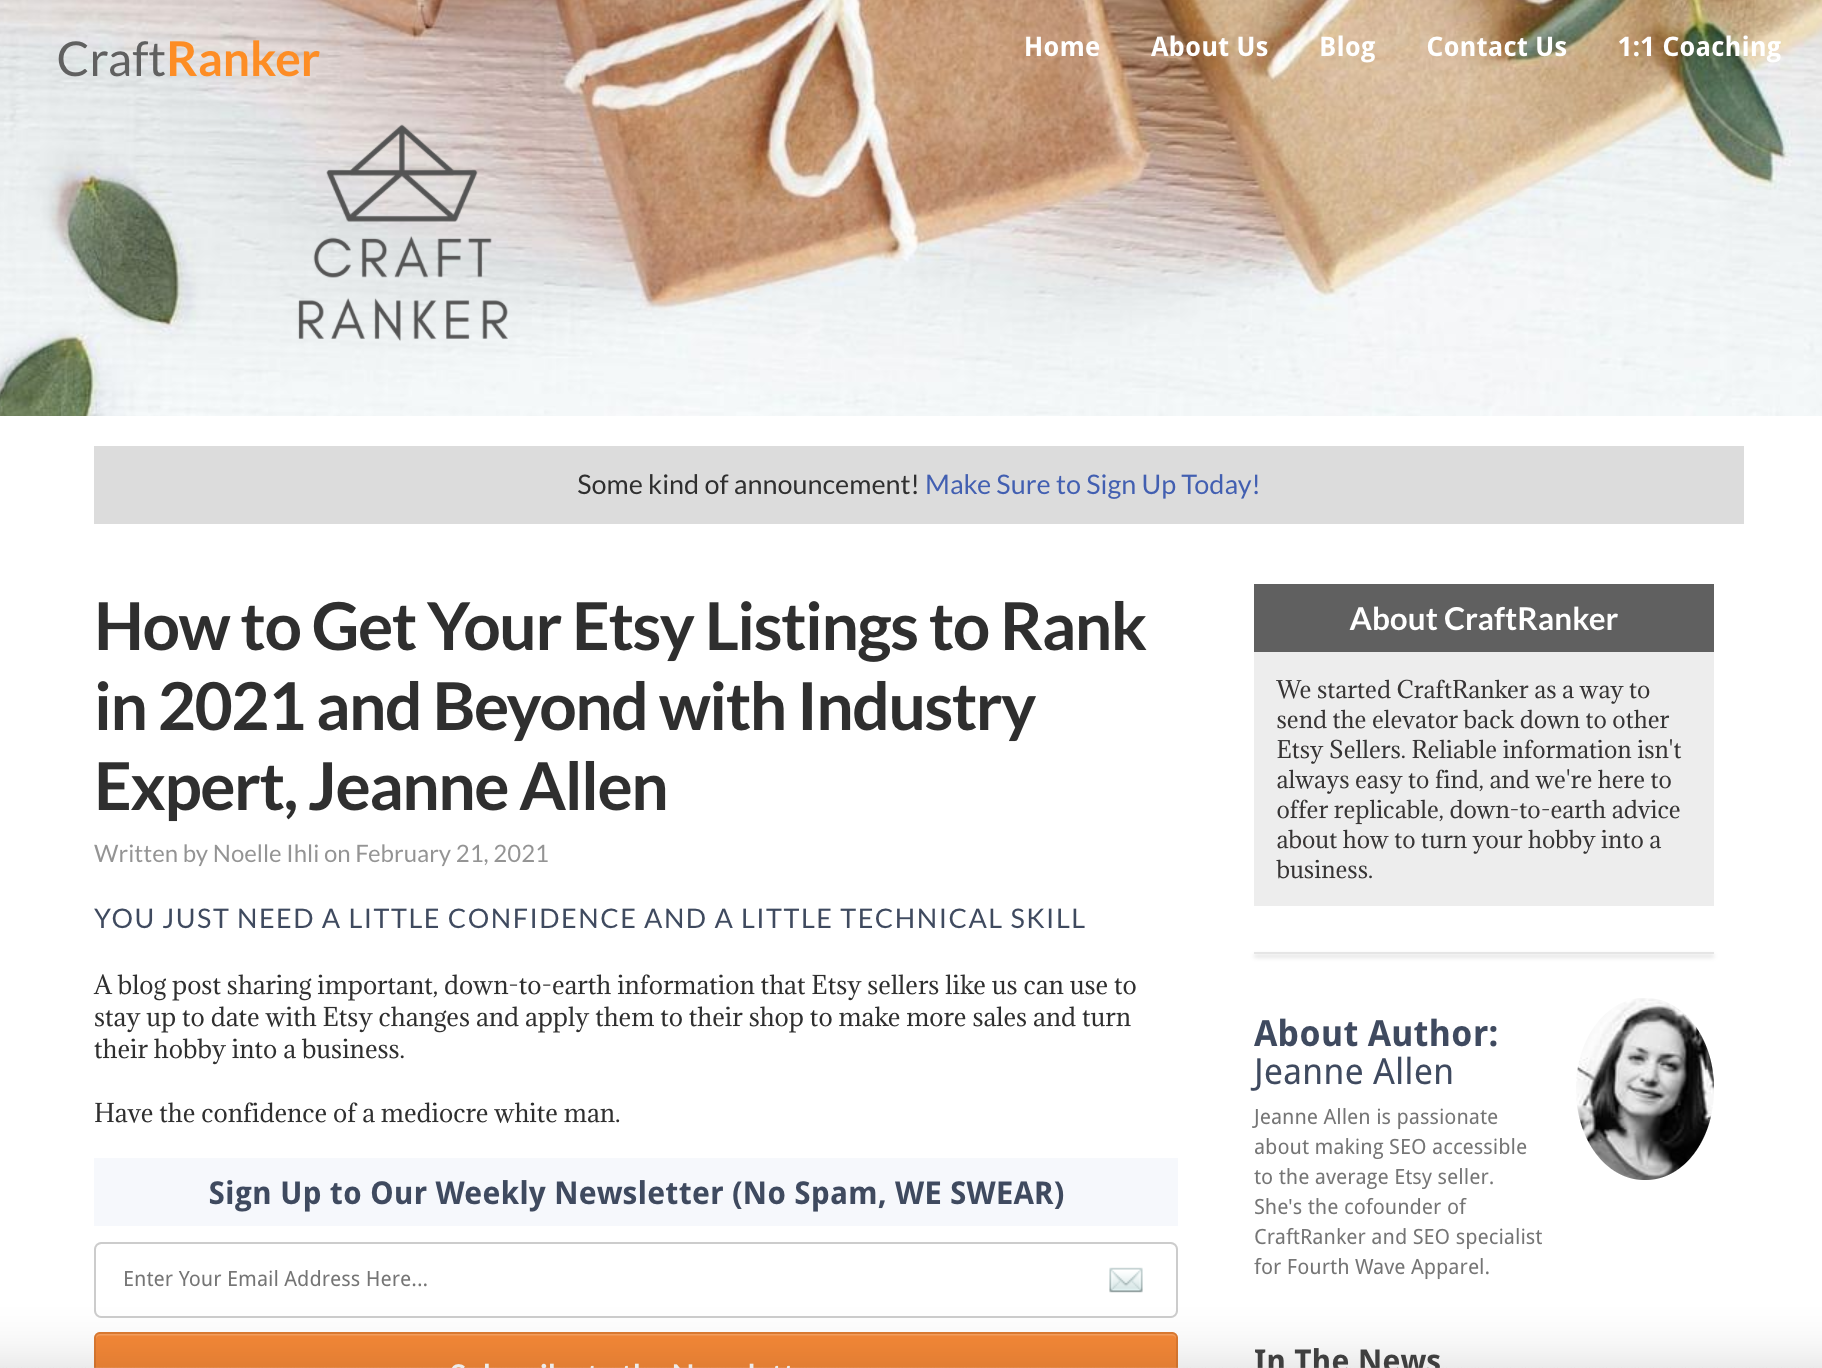 CraftRanker
Home
About Us
Blog
Contact Us
1:1 Coaching
CRAFT
RANKER
Some kind of announcement! Make Sure to Sign Up Today!
How to Get Your Etsy Listings to Rank
in 2021 and Beyond with Industry
Expert, Jeanne Allen
Written by Noelle Ihli on February 21, 2021
YOU JUST NEED A LITTLE CONFIDENCE AND A LITTLE TECHNICAL SKILL
A blog post sharing important, down-to-earth information that Etsy sellers like us can use to
stay up to date with Etsy changes and apply them to their shop to make more sales and turn
their hobby into a business.
Have the confidence of a mediocre white man.
Sign Up to Our Weekly Newsletter (No Spam, WE SWEAR)
Enter Your Email Address Here...
About CraftRanker
We started CraftRanker as a way to
send the elevator back down to other
Etsy Sellers. Reliable information isn't
always easy to find, and we're here to
offer replicable, down-to-earth advice
about how to turn your hobby into a
business.
About Author:
Jeanne Allen
Jeanne Allen is passionate
about making SEO accessible
to the average Etsy seller.
She's the cofounder of
CraftRanker and SEO specialist
for Fourth Wave Apparel.
In The News